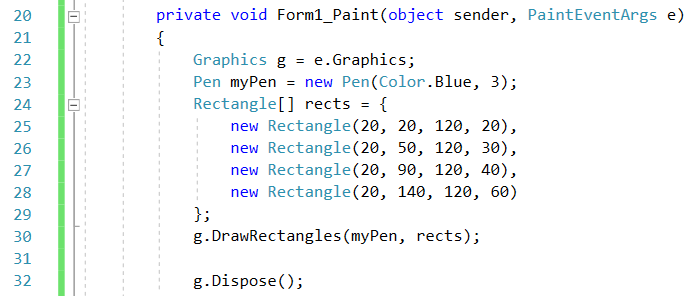 20 private void Form1_Paint(object sender, PaintEventArgs e)
21 {
22 Graphics g = e.Graphics;
23 Pen myPen = new Pen(Color.Blue, 3);
24 Rectangle[] rects = {
25 new Rectangle(20, 20, 120, 20),
26 new Rectangle(20, 50, 120, 30),
27 new Rectangle(20, 90, 120, 40),
28 new Rectangle(20, 140, 120, 60)
29 };
30 g.DrawRectangles(myPen, rects);
31
32 g.Dispose();